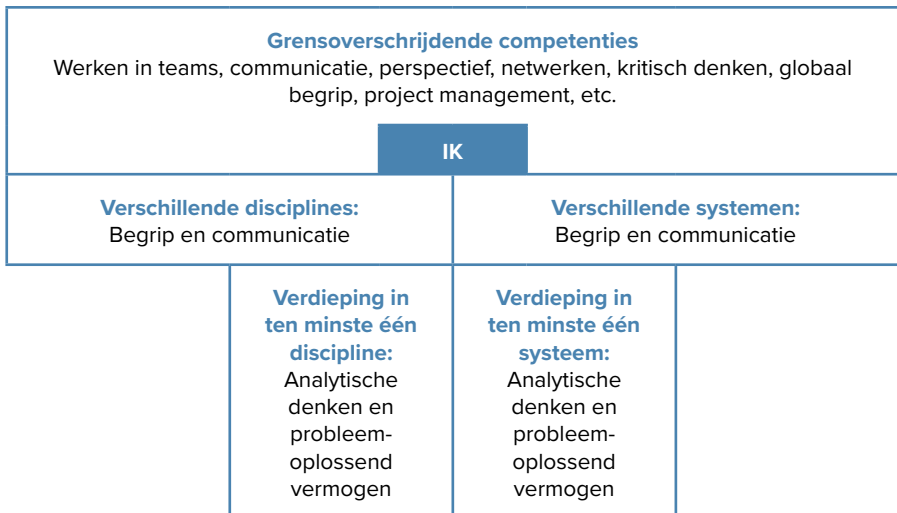 Grensoverschrijdende competenties
Werken in teams, communicatie, perspectief, netwerken, kritisch denken, globaal
begrip, project management, etc.
IK
Verschillende disciplines:
Begrip en communicatie
Verschillende systemen:
Begrip en communicatie
Verdieping in
ten minste één
discipline:
Analytische
denken en
probleem-
oplossend
vermogen
Verdieping in
ten minste één
systeem:
Analytische
denken en
probleem-
oplossend
vermogen